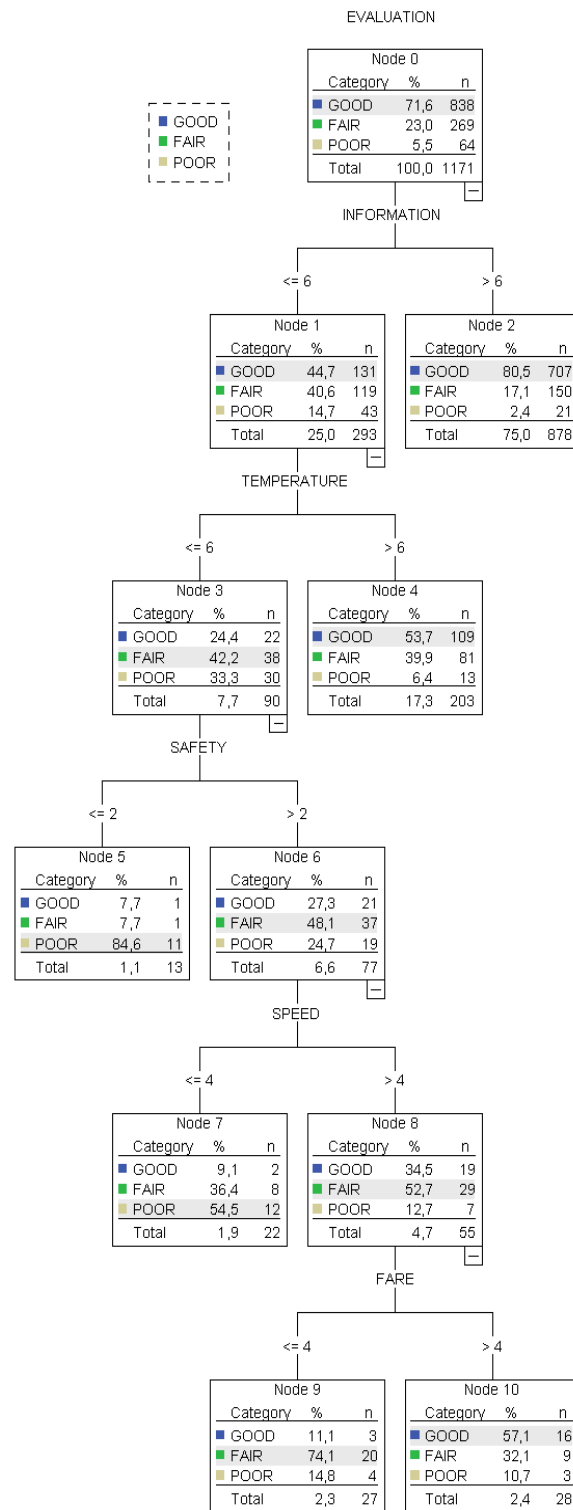 EVALUATION
Node 0
Category % n
GOOD 71,6 838
FAIR 23,0 269
POOR 5,5 64
Total 100,0 1171
GOOD
FAIR
POOR
INFORMATION
<= 6
> 6
Node 1
Category % n
GOOD 44,7 131
FAIR 40,6 119
POOR 14,7 43
Total 25,0 293
Node 2
Category % n
GOOD 80,5 707
FAIR 17,1 150
POOR 2,4 21
Total 75,0 878
TEMPERATURE
<= 6
> 6
Node 3
Category % n
GOOD 24,4 22
FAIR 42,2 38
POOR 33,3 30
Total 7,7 90
Node 4
Category % n
GOOD 53,7 109
FAIR 39,9 81
POOR 6,4 13
Total 17,3 203
SAFETY
<= 2
> 2
Node 5
Category % n
GOOD 7,7 1
FAIR 7,7 1
POOR 84,6 11
Total 1,1 13
Node 6
Category % n
GOOD 27,3 21
FAIR 48,1 37
POOR 24,7 19
Total 6,6 77
SPEED
<= 4
> 4
Node 7
Category % n
GOOD 9,1 2
FAIR 36,4 8
POOR 54,5 12
Total 1,9 22
Node 8
Category % n
GOOD 34,5 19
FAIR 52,7 29
POOR 12,7 7
Total 4,7 55
FARE
<= 4
> 4
Node 9
Category % n
GOOD 11,1 3
FAIR 74,1 20
POOR 14,8 4
Total 2,3 27
Node 10
Category % n
GOOD 57,1 16
FAIR 32,1 9
POOR 10,7 3
Total 2,4 28